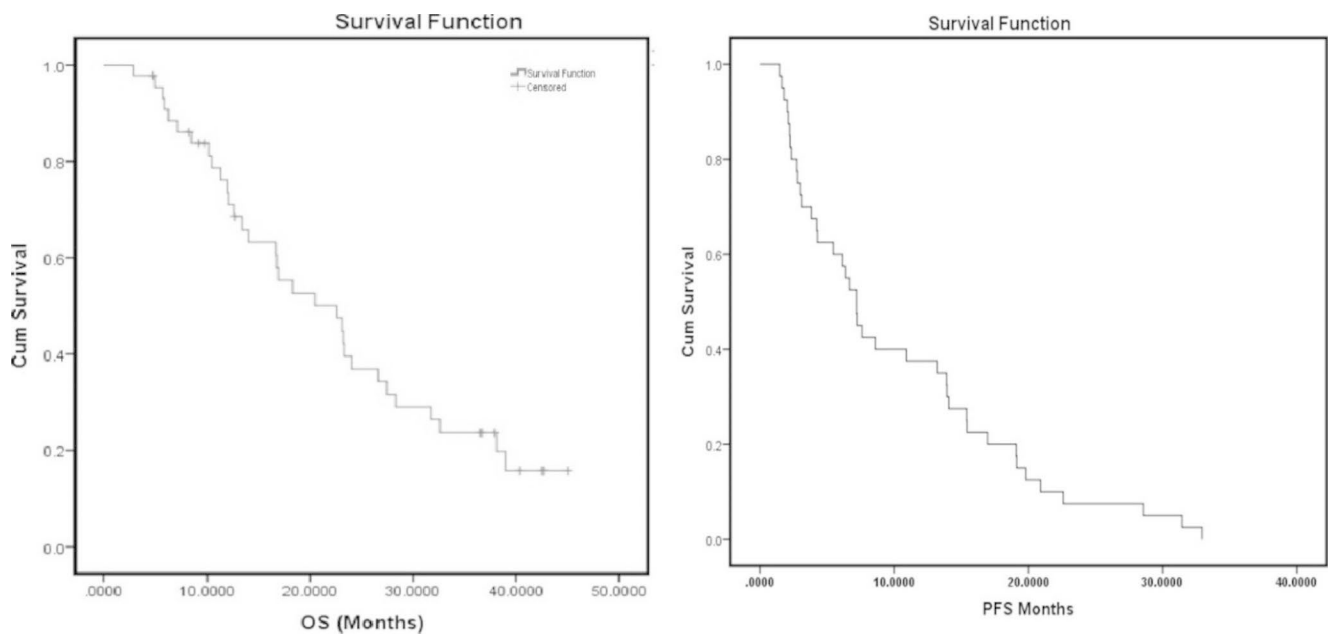 Survival Function
Survival Function
Censored
1.0
0.8
0.6
0.4
0.2
0.0
Cum Survival
.0000
10.0000
20.0000
30.0000
40.0000
50.0000
OS (Months)
Survival Function
1.0
0.8
0.6
0.4
0.2
0.0
Cum Survival
.0000
10.0000
20.0000
30.0000
40.0000
PFS Months